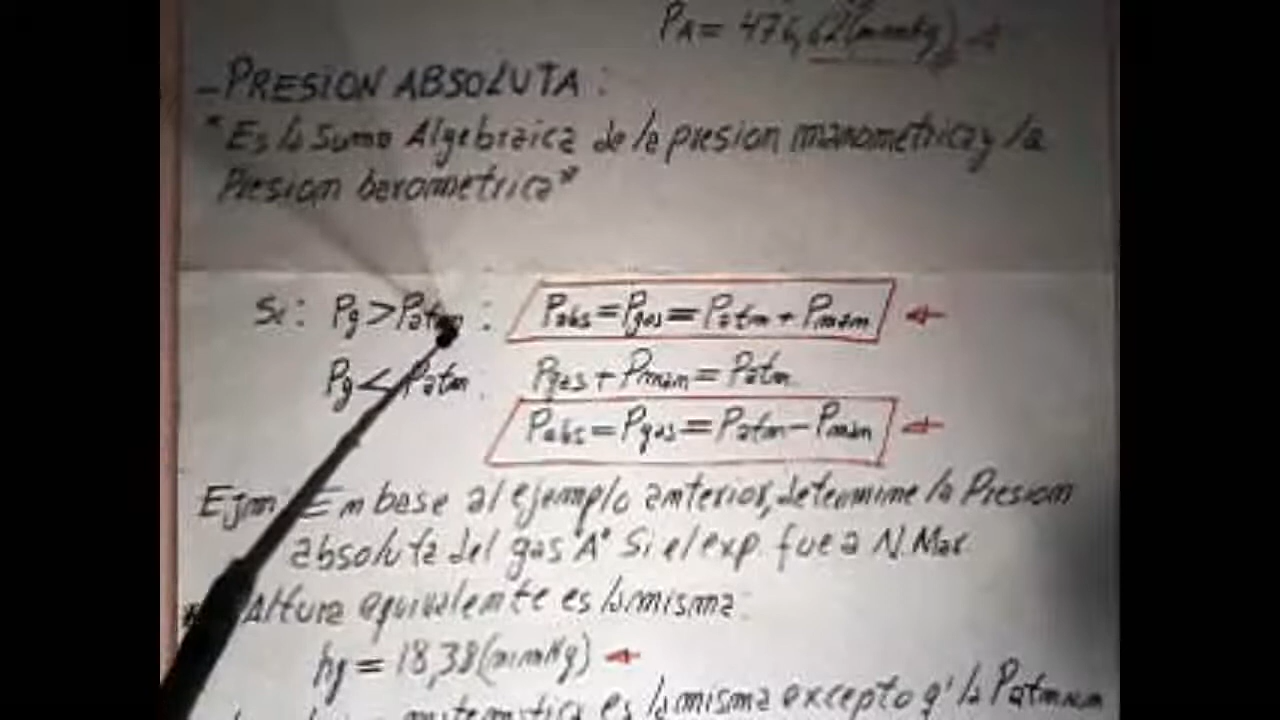 PA = 476,62 (mmHg)
- PRESION ABSOLUTA :
"Es la Suma Algebraica de la presion manometrica y la
Presion barometrica"
Si: Pg > Patm : Pabs = Pgas = Patm + Pman
Pg < Patm : Pgas + Pman = Patm
Pabs = Pgas = Patm - Pman
Ejm: En base al ejemplo anterior, determine la Presion
absoluta del gas "A" Si el exp. fue a N. Mar.
* Altura equivalente es la misma:
hg = 18,38 (mmHg)
matematica es la misma excepto q' la Patm